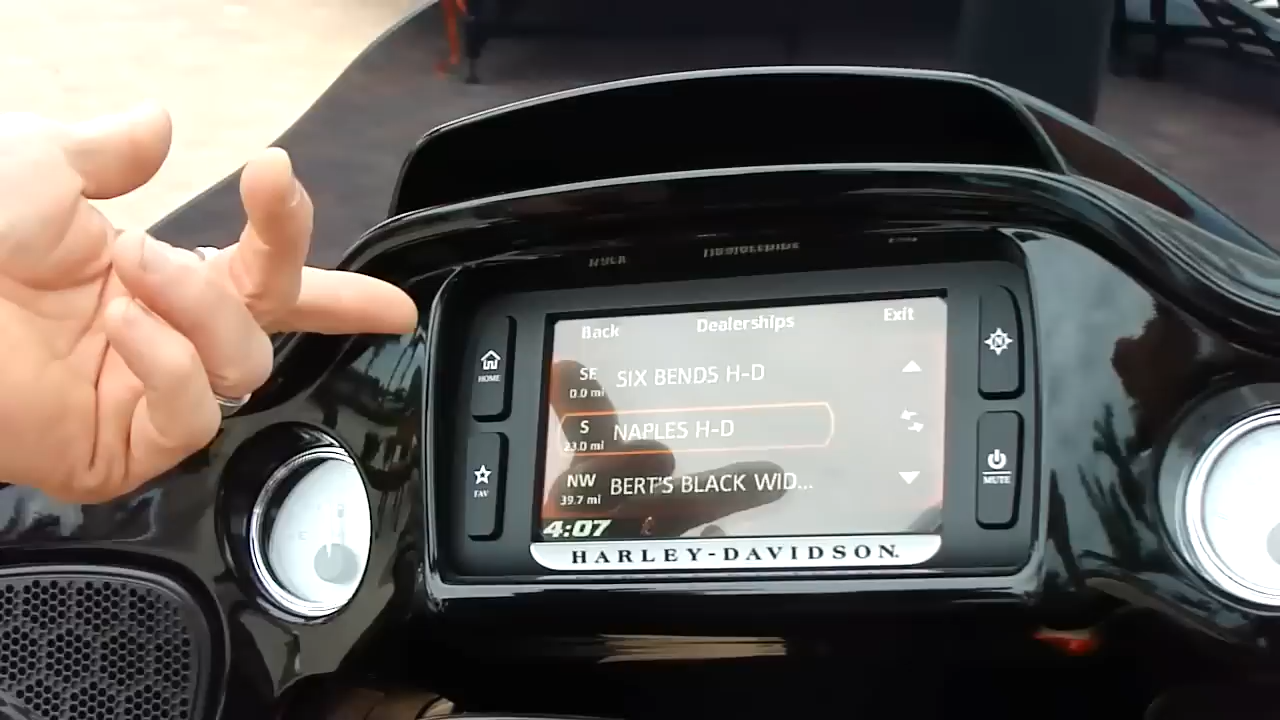 Back Dealerships Exit
SE SIX BENDS H-D
0.0 mi
S NAPLES H-D
23.0 mi
NW BERT'S BLACK WID...
39.7 mi
4:07
HARLEY-DAVIDSON
HOME
FAV
N
MUTE